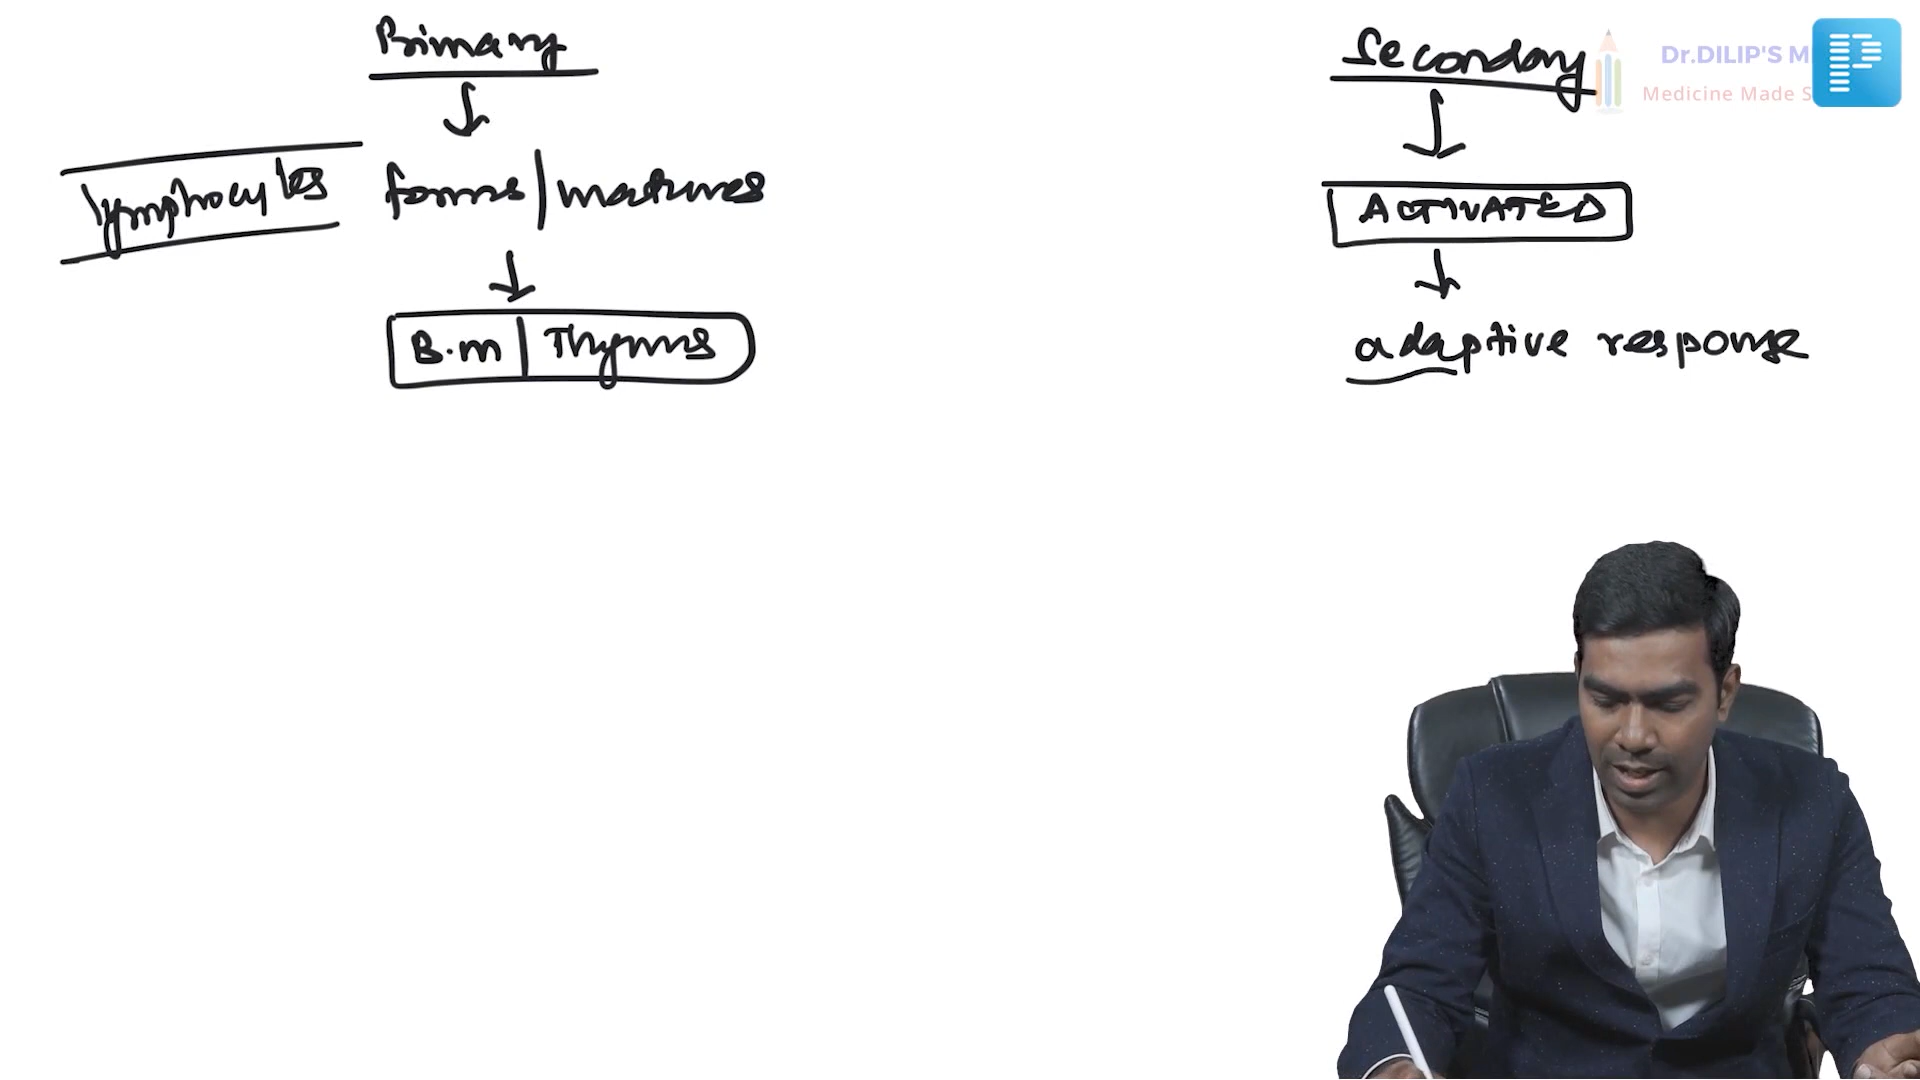 Primary
Secondary
Dr.DILIP'S M
Medicine Made S
lymphocytes forms | matures
ACTIVATED
B.m | Thymus
adaptive response